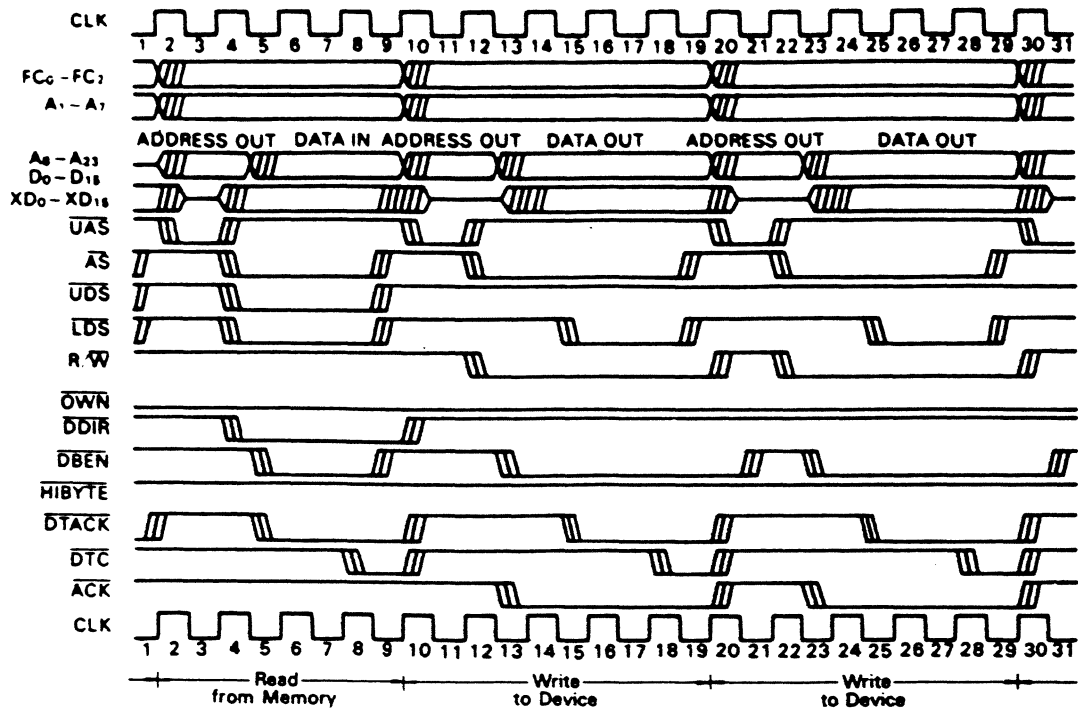 CLK
1 2 3 4 5 6 7 8 9 10 11 12 13 14 15 16 17 18 19 20 21 22 23 24 25 26 27 28 29 30 31
FC₀ – FC₂
A₁ – A₇
ADDRESS OUT DATA IN ADDRESS OUT DATA OUT ADDRESS OUT DATA OUT
A₈ – A₂₃
D₀ – D₁₅
XD₀ – XD₁₅
UAS
AS
UDS
LDS
R/W
OWN
DDIR
DBEN
HIBYTE
DTACK
DTC
ACK
CLK
1 2 3 4 5 6 7 8 9 10 11 12 13 14 15 16 17 18 19 20 21 22 23 24 25 26 27 28 29 30 31
Read from Memory
Write to Device
Write to Device